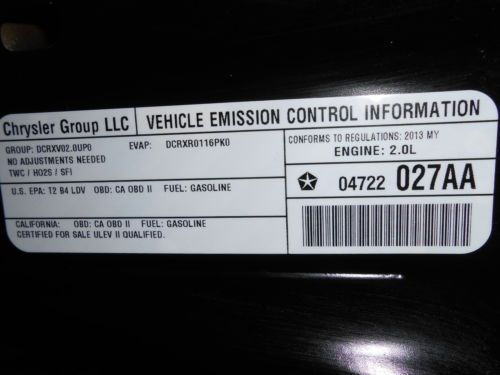 Chrysler Group LLC
VEHICLE EMISSION CONTROL INFORMATION
GROUP: DCRXV02.0UP0 EVAP: DCRXR0116PK0
NO ADJUSTMENTS NEEDED
TWC / HO2S / SFI
CONFORMS TO REGULATIONS: 2013 MY
ENGINE: 2.0L
U.S. EPA: T2 B4 LDV OBD: CA OBD II FUEL: GASOLINE
04722 027AA
CALIFORNIA: OBD: CA OBD II FUEL: GASOLINE
CERTIFIED FOR SALE ULEV II QUALIFIED.